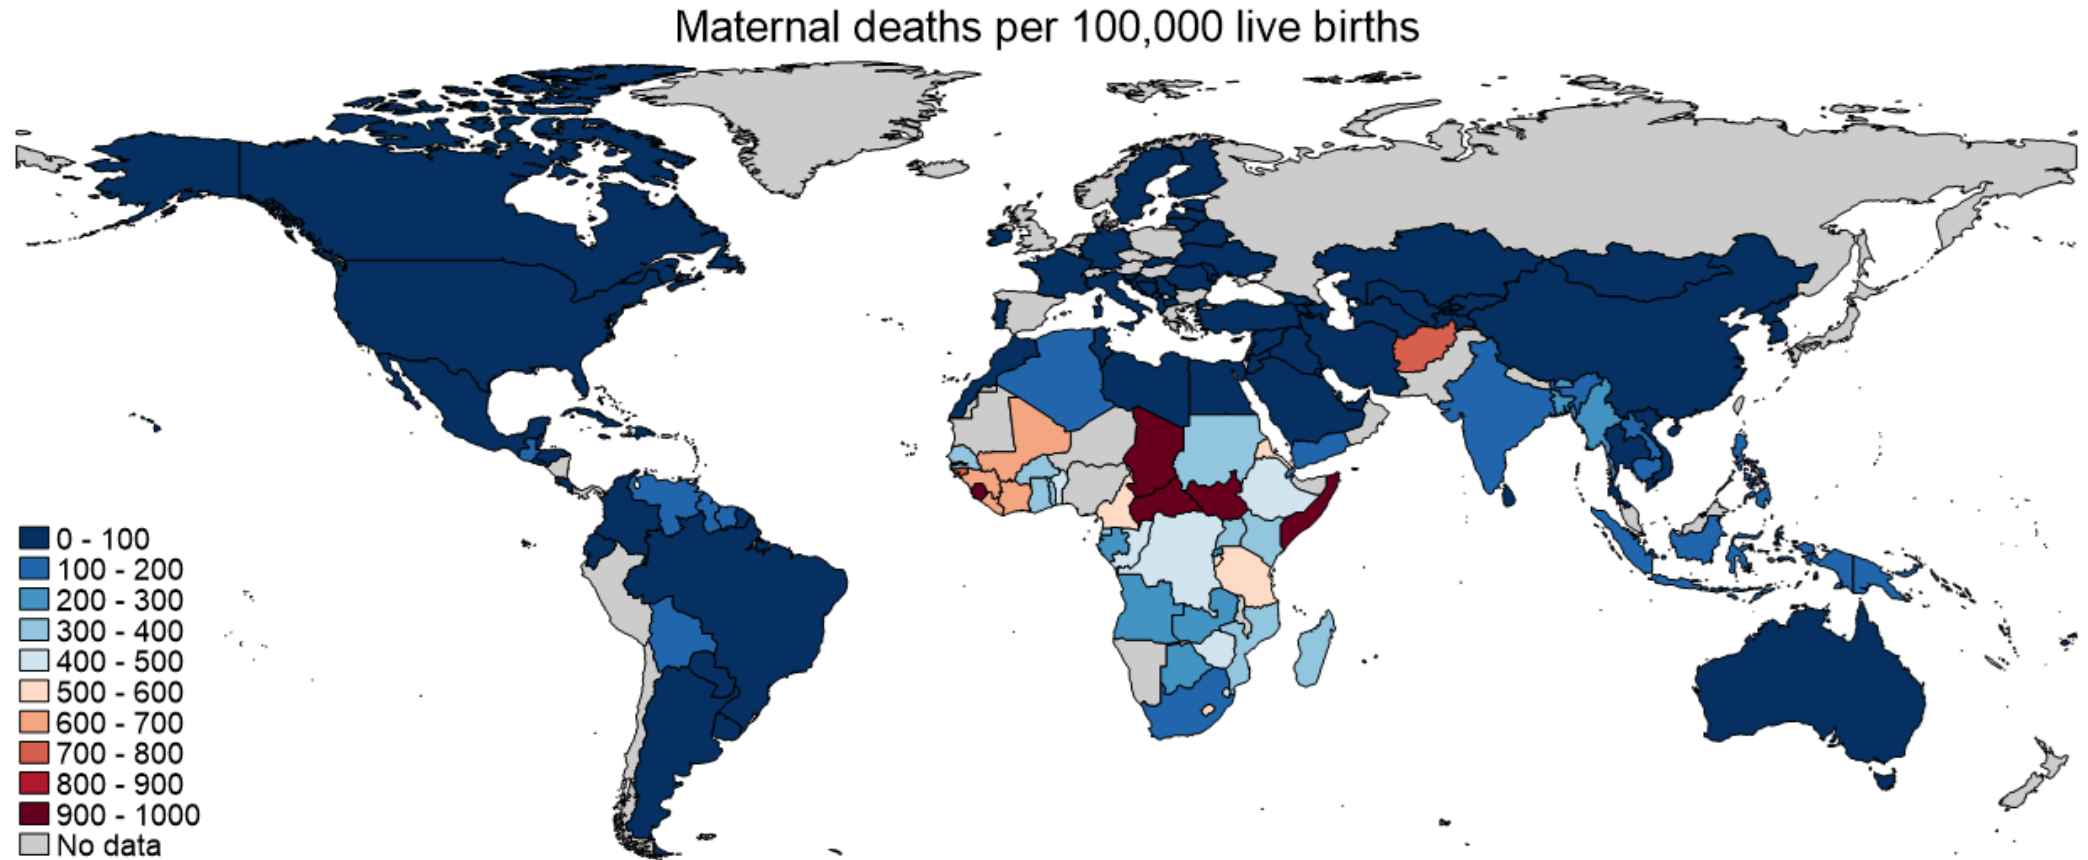 Maternal deaths per 100,000 live births
0 - 100
100 - 200
200 - 300
300 - 400
400 - 500
500 - 600
600 - 700
700 - 800
800 - 900
900 - 1000
No data